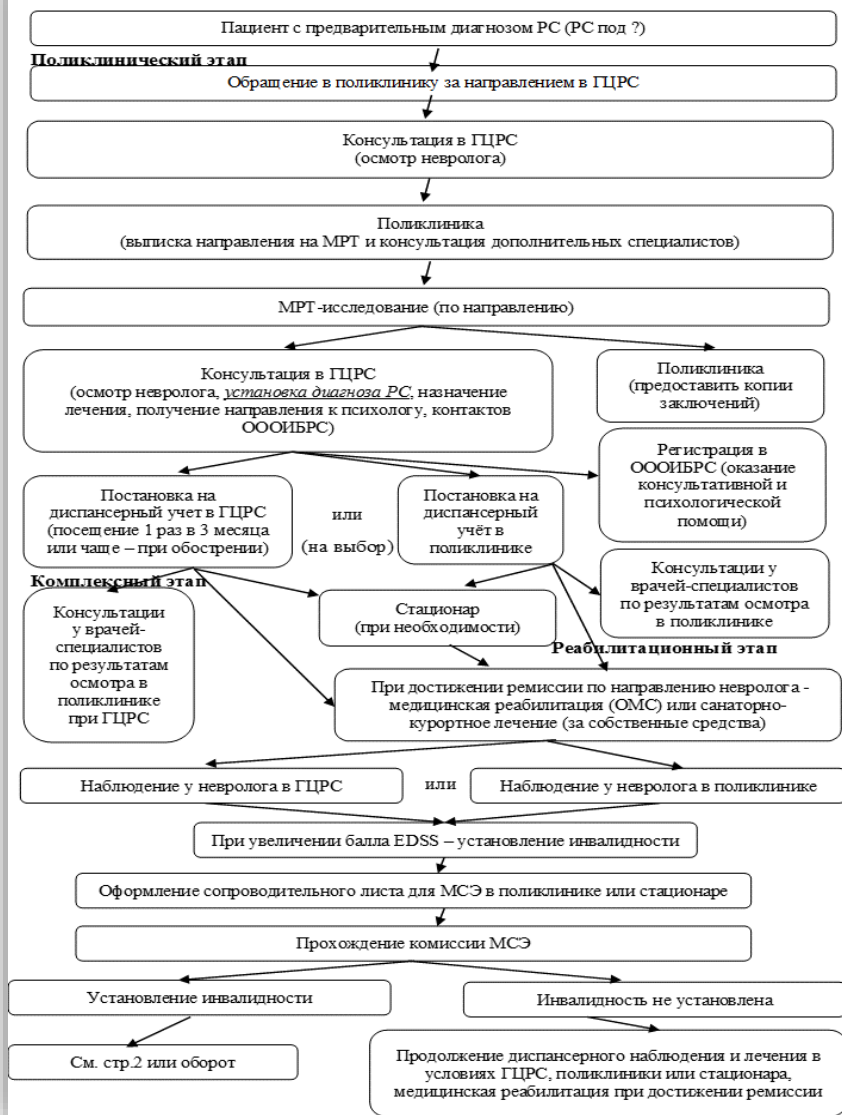 Пациент с предварительным диагнозом РС (РС под ?)
Поликлинический этап
Обращение в поликлинику за направлением в ГЦРС
Консультация в ГЦРС
(осмотр невролога)
Поликлиника
(выписка направления на МРТ и консультация дополнительных специалистов)
МРТ-исследование (по направлению)
Консультация в ГЦРС
(осмотр невролога, установка диагноза РС, назначение
лечения, получение направления к психологу, контактов
ОООИБРС)
Поликлиника
(предоставить копии
заключений)
Регистрация в
ОООИБРС (оказание
консультативной и
психологической
помощи)
Постановка на
диспансерный учет в ГЦРС
(посещение 1 раз в 3 месяца
или чаще – при обострении)
или
(на выбор)
Постановка на
диспансерный
учёт в
поликлинике
Комплексный этап
Консультации
у врачей-
специалистов
по результатам
осмотра в
поликлинике
при ГЦРС
Стационар
(при необходимости)
Консультации у
врачей-специалистов
по результатам осмотра
в поликлинике
Реабилитационный этап
При достижении ремиссии по направлению невролога -
медицинская реабилитация (ОМС) или санаторно-
курортное лечение (за собственные средства)
Наблюдение у невролога в ГЦРС
или
Наблюдение у невролога в поликлинике
При увеличении балла EDSS – установление инвалидности
Оформление сопроводительного листа для МСЭ в поликлинике или стационаре
Прохождение комиссии МСЭ
Установление инвалидности
Инвалидность не установлена
См. стр.2 или оборот
Продолжение диспансерного наблюдения и лечения в
условиях ГЦРС, поликлиники или стационара,
медицинская реабилитация при достижении ремиссии